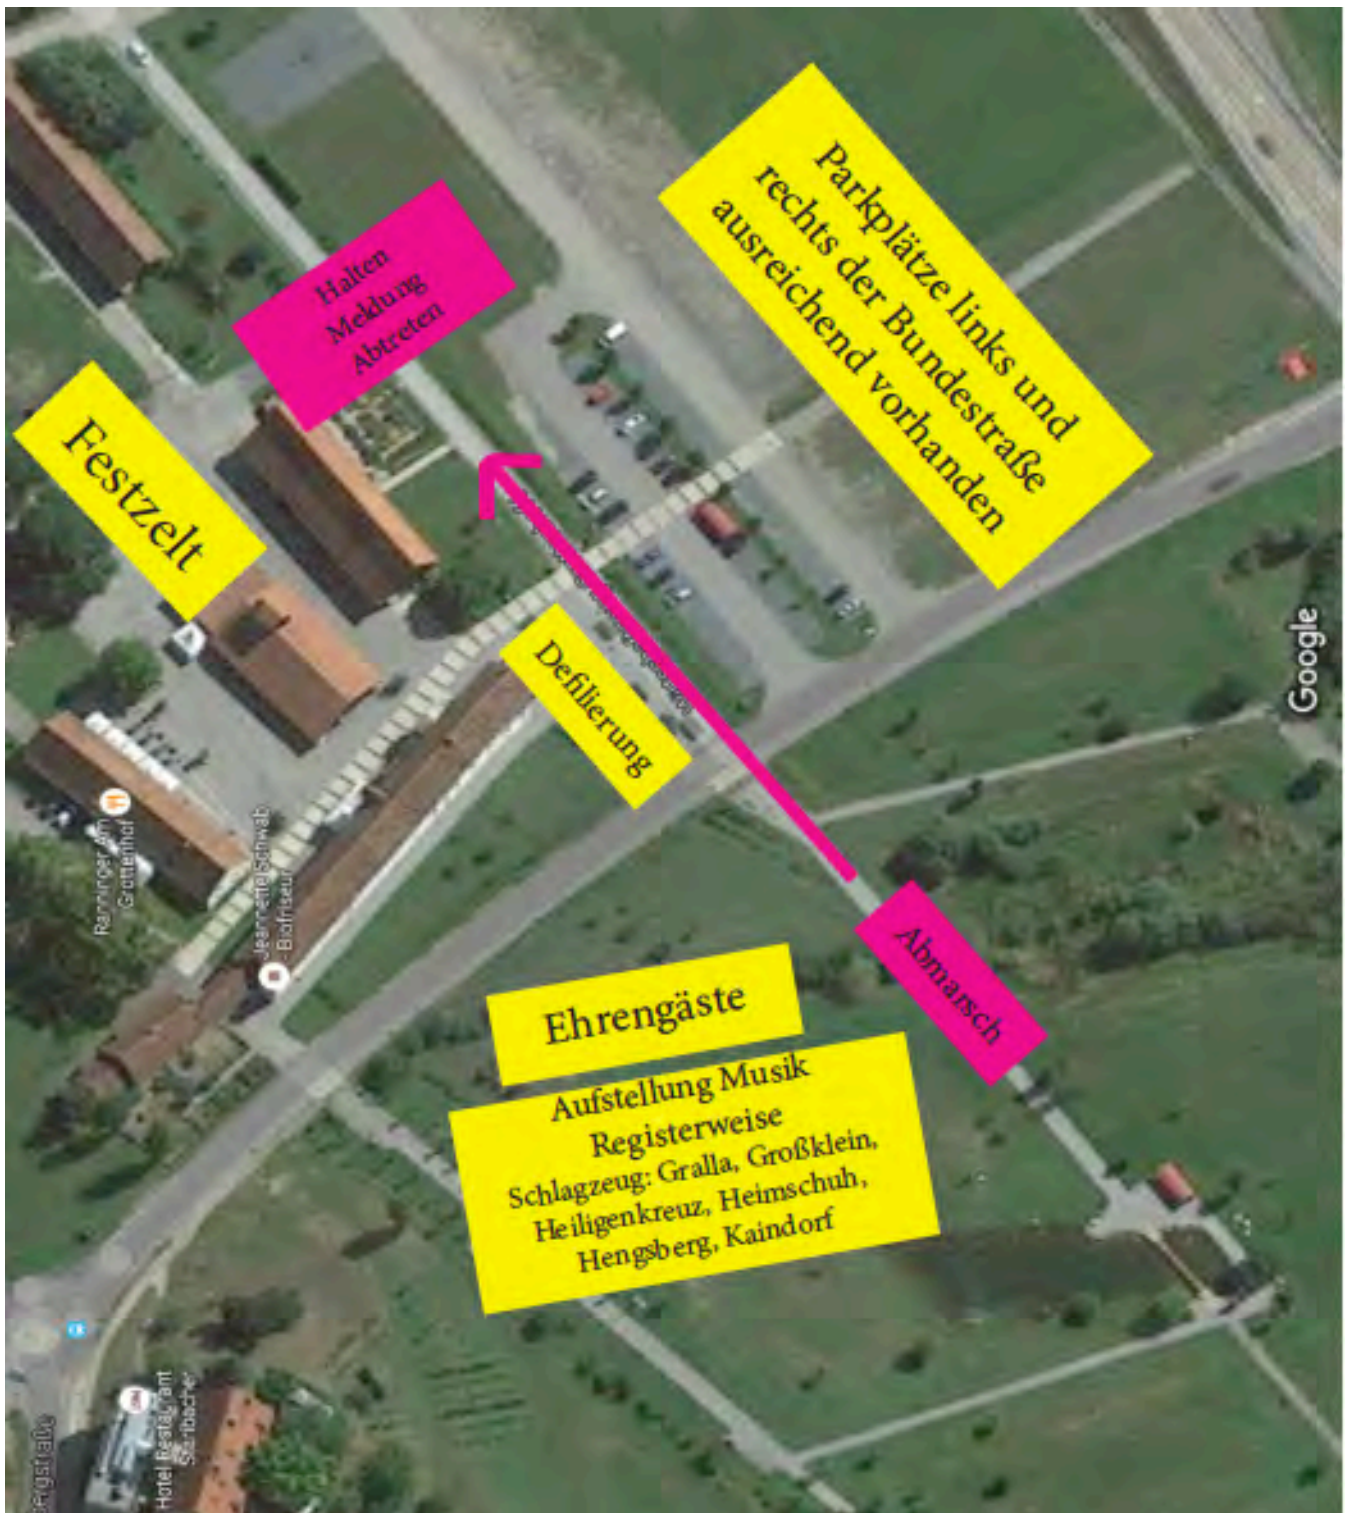 Parkplätze links und
rechts der Bundestraße
ausreichend vorhanden
Halten
Meldung
Abtreten
Festzelt
Defilierung
Google
Ranninger Am
Grottenhof
Jeannette Schwab
- Biofriseur
Abmarsch
Ehrengäste
Aufstellung Musik
Registerweise
Schlagzeug: Gralla, Großklein,
Heiligenkreuz, Heimschuh,
Hengsberg, Kaindorf
Hotel Restaurant